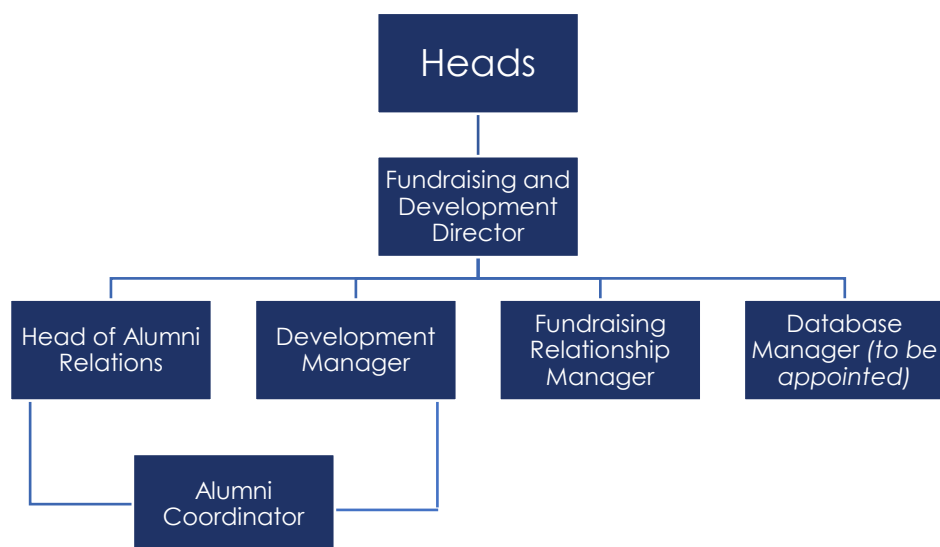 Heads
Fundraising and
Development
Director
Head of Alumni
Relations
Development
Manager
Fundraising
Relationship
Manager
Database
Manager (to be
appointed)
Alumni
Coordinator